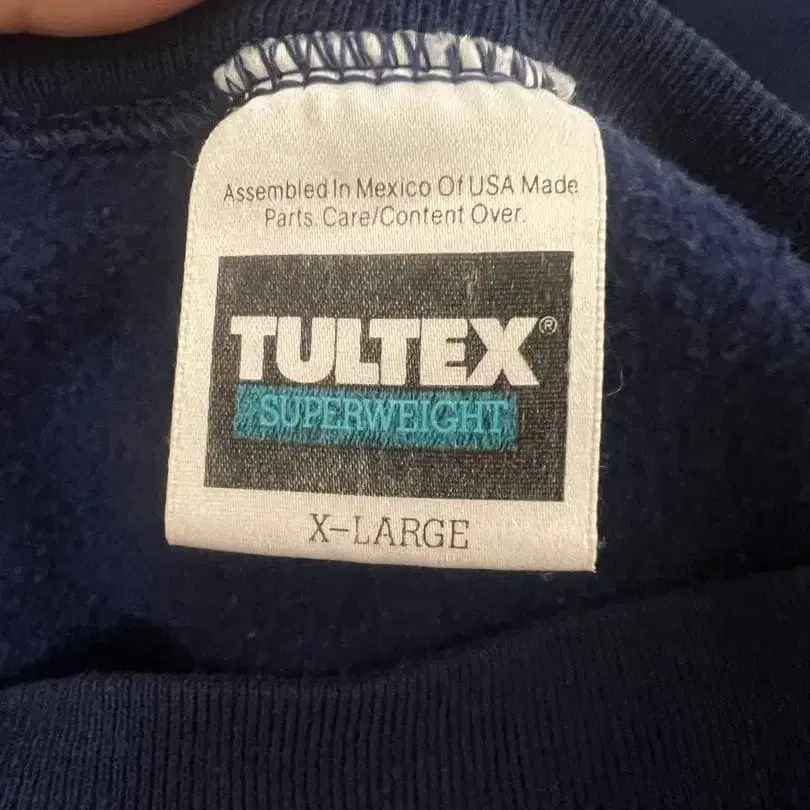 Assembled In Mexico Of USA Made
Parts. Care/Content Over.
TULTEX®
SUPERWEIGHT
X-LARGE